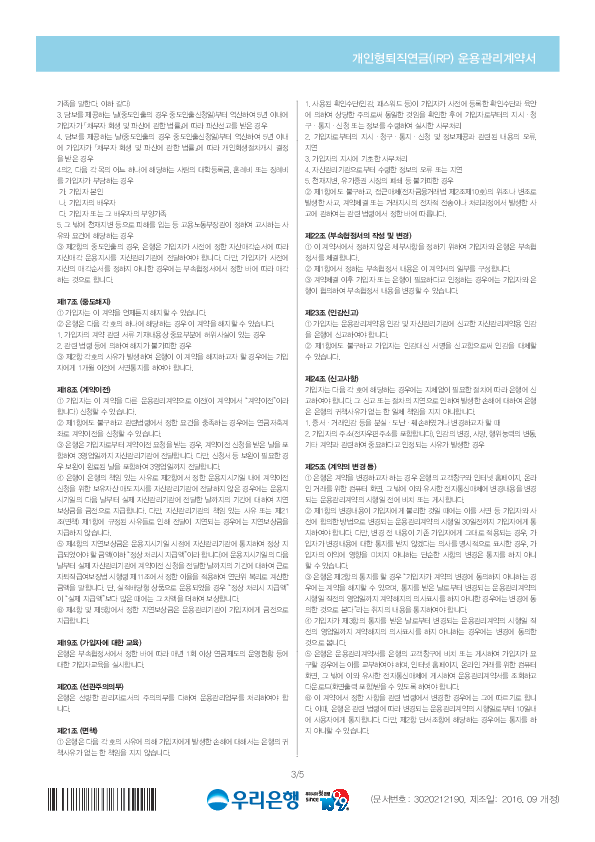 개인형퇴직연금(IRP) 운용관리계약서
가족을 말한다. 이하 같다)
3. 담보를 제공하는 날(중도인출의 경우 중도인출신청일)부터 역산하여 5년 이내에
가입자가 「채무자 회생 및 파산에 관한 법률」에 따라 파산선고를 받은 경우
4. 담보를 제공하는 날(중도인출의 경우 중도인출신청일)부터 역산하여 5년 이내
에 가입자가 「채무자 회생 및 파산에 관한 법률」에 따라 개인회생절차개시 결정
을 받은 경우
4의2. 다음 각 목의 어느 하나에 해당하는 사람의 대학등록금, 혼례비 또는 장례비
를 가입자가 부담하는 경우
가. 가입자 본인
나. 가입자의 배우자
다. 가입자 또는 그 배우자의 부양가족
5. 그 밖에 천재지변 등으로 피해를 입는 등 고용노동부장관이 정하여 고시하는 사
유와 요건에 해당하는 경우
③ 제2항의 중도인출의 경우, 은행은 가입자가 사전에 정한 자산매각순서에 따라
자산매각 운용지시를 자산관리기관에 전달하여야 합니다. 다만, 가입자가 사전에
자산의 매각순서를 정하지 아니한 경우에는 부속협정서에서 정한 바에 따라 매각
하는 것으로 합니다.
제17조 (중도해지)
① 가입자는 이 계약을 언제든지 해지할 수 있습니다.
② 은행은 다음 각 호의 하나에 해당하는 경우 이 계약을 해지할 수 있습니다.
1. 가입자의 계약 관련 서류 기재내용상 중요부분에 허위사실이 있는 경우
2. 관련 법령 등에 의하여 해지가 불가피한 경우
③ 제2항 각호의 사유가 발생하여 은행이 이 계약을 해지하고자 할 경우에는 가입
자에게 1개월 이전에 서면통지를 하여야 합니다.
제18조 (계약이전)
① 가입자는 이 계약을 다른 운용관리계약으로 이전(이 계약에서 “계약이전”이라
합니다) 신청할 수 있습니다.
② 제1항에도 불구하고 관련법령에서 정한 요건을 충족하는 경우에는 연금저축계
좌로 계약이전을 신청할 수 있습니다.
③ 은행은 가입자로부터 계약이전 요청을 받는 경우, 계약이전 신청을 받은 날을 포
함하여 3영업일까지 자산관리기관에 전달합니다. 다만, 신청서 등 보완이 필요한 경
우 보완이 완료된 날을 포함하여 3영업일까지 전달합니다.
④ 은행이 은행의 책임 있는 사유로 제2항에서 정한 운용지시기일 내에 계약이전
신청을 위한 보유자산 매도지시를 자산관리기관에 전달하지 않은 경우에는 운용지
시기일의 다음 날부터 실제 자산관리기관에 전달한 날까지의 기간에 대하여 지연
보상금을 금전으로 지급합니다. 다만, 자산관리기관의 책임 있는 사유 또는 제21
조(면책) 제1항에 규정된 사유들로 인해 전달이 지연되는 경우에는 지연보상금을
지급하지 않습니다.
⑤ 제4항의 지연보상금은 운용지시기일 시점에 자산관리기관에 통지하여 정상 지
급되었어야 할 금액(이하 “정상 처리시 지급액”이라 합니다)에 운용지시기일의 다음
날부터 실제 자산관리기관에 계약이전 신청을 전달한 날까지의 기간에 대하여 근로
자퇴직급여보장법 시행령 제11조에서 정한 이율을 적용하여 연단위 복리로 계산한
금액을 말합니다. 단, 실적배당형 상품으로 운용되었을 경우 “정상 처리시 지급액”
이 “실제 지급액”보다 많은 때에는 그 차액을 더하여 보상합니다.
⑥ 제4항 및 제5항에서 정한 지연보상금은 운용관리기관이 가입자에게 금전으로
지급합니다.
제19조 (가입자에 대한 교육)
은행은 부속협정서에서 정한 바에 따라 매년 1회 이상 연금제도의 운영현황 등에
대한 가입자교육을 실시합니다.
제20조 (선관주의의무)
은행은 선량한 관리자로서의 주의의무를 다하여 운용관리업무를 처리하여야 합
니다.
제21조 (면책)
① 은행은 다음 각 호의 사유에 의해 가입자에게 발생한 손해에 대해서는 은행의 귀
책사유가 없는 한 책임을 지지 않습니다.
1. 사용된 확인수단(인감, 패스워드 등)이 가입자가 사전에 등록한 확인수단과 육안
에 의하여 상당한 주의로써 동일한 것임을 확인한 후에 가입자로부터의 지시·청
구·통지·신청 또는 정보를 수령하여 실시한 사무처리
2. 가입자로부터의 지시·청구·통지·신청 및 정보제공과 관련된 내용의 오류,
지연
3. 가입자의 지시에 기초한 사무처리
4. 자산관리기관으로부터 수령한 정보의 오류 또는 지연
5. 천재지변, 유가증권 시장의 폐쇄 등 불가피한 경우
② 제1항에도 불구하고, 접근매체(전자금융거래법 제2조제10호)의 위조나 변조로
발생한 사고, 계약체결 또는 거래지시의 전자적 전송이나 처리과정에서 발생한 사
고에 관하여는 관련 법령에서 정한 바에 따릅니다.
제22조 (부속협정서의 작성 및 변경)
① 이 계약서에서 정하지 않은 세부사항을 정하기 위하여 가입자와 은행은 부속협
정서를 체결합니다.
② 제1항에서 정하는 부속협정서 내용은 이 계약서의 일부를 구성합니다.
③ 계약체결 이후 가입자 또는 은행이 필요하다고 인정하는 경우에는 가입자와 은
행이 합의하여 부속협정서 내용을 변경할 수 있습니다.
제23조 (인감신고)
① 가입자는 운용관리계약용 인감 및 자산관리기관에 신고한 자산관리계약용 인감
을 은행에 신고하여야 합니다.
② 제1항에도 불구하고 가입자는 인감대신 서명을 신고함으로써 인감을 대체할
수 있습니다.
제24조 (신고사항)
가입자는 다음 각 호에 해당하는 경우에는 지체없이 필요한 절차에 따라 은행에 신
고하여야 합니다. 그 신고 또는 절차의 지연으로 인하여 발생한 손해에 대하여 은행
은 은행의 귀책사유가 없는 한 일체 책임을 지지 아니합니다.
1. 증서·거래인감 등을 분실·도난·훼손하였거나 변경하고자 할 때
2. 가입자의 주소(전자우편주소를 포함합니다), 인감의 변경, 사망, 행위능력의 변동,
기타 계약과 관련하여 중요하다고 인정되는 사유가 발생한 경우
제25조 (계약의 변경 등)
① 은행은 계약을 변경하고자 하는 경우 은행의 고객창구와 인터넷 홈페이지, 온라
인 거래를 위한 컴퓨터 화면, 그 밖에 이와 유사한 전자통신매체에 변경내용을 변경
되는 운용관리계약의 시행일 전에 비치 또는 게시합니다.
② 제1항의 변경내용이 가입자에게 불리한 것일 때에는 이를 서면 등 가입자와 사
전에 합의한 방법으로 변경되는 운용관리계약의 시행일 30일전까지 가입자에게 통
지하여야 합니다. 다만, 변경 전 내용이 기존 가입자에게 그대로 적용되는 경우, 가
입자가 변경내용에 대한 통지를 받지 않겠다는 의사를 명시적으로 표시한 경우, 가
입자의 이익에 영향을 미치지 아니하는 단순한 사항의 변경은 통지를 하지 아니
할 수 있습니다.
③ 은행은 제2항의 통지를 할 경우 “가입자가 계약의 변경에 동의하지 아니하는 경
우에는 계약을 해지할 수 있으며, 통지를 받은 날로부터 변경되는 운용관리계약의
시행일 직전의 영업일까지 계약해지의 의사표시를 하지 아니할 경우에는 변경에 동
의한 것으로 본다”라는 취지의 내용을 통지하여야 합니다.
④ 가입자가 제3항의 통지를 받은 날로부터 변경되는 운용관리계약의 시행일 직
전의 영업일까지 계약해지의 의사표시를 하지 아니하는 경우에는 변경에 동의한
것으로 봅니다.
⑤ 은행은 운용관리계약서를 은행의 고객창구에 비치 또는 게시하여 가입자가 요
구할 경우에는 이를 교부하여야 하며, 인터넷 홈페이지, 온라인 거래를 위한 컴퓨터
화면, 그 밖에 이와 유사한 전자통신매체에 게시하여 운용관리계약서를 조회하고
다운로드(화면출력 포함)받을 수 있도록 하여야 합니다.
⑥ 이 계약에서 정한 사항을 관련 법령에서 변경한 경우에는 그에 따르기로 합니
다. 이때, 은행은 관련 법령에 따라 변경되는 운용관리계약의 시행일로부터 10일내
에 사용자에게 통지합니다. 다만, 제2항 단서조항에 해당하는 경우에는 통지를 하
지 아니할 수 있습니다.
3/5
우리은행
since
(문서번호 : 3020212190, 제조일: 2016. 09 개정)